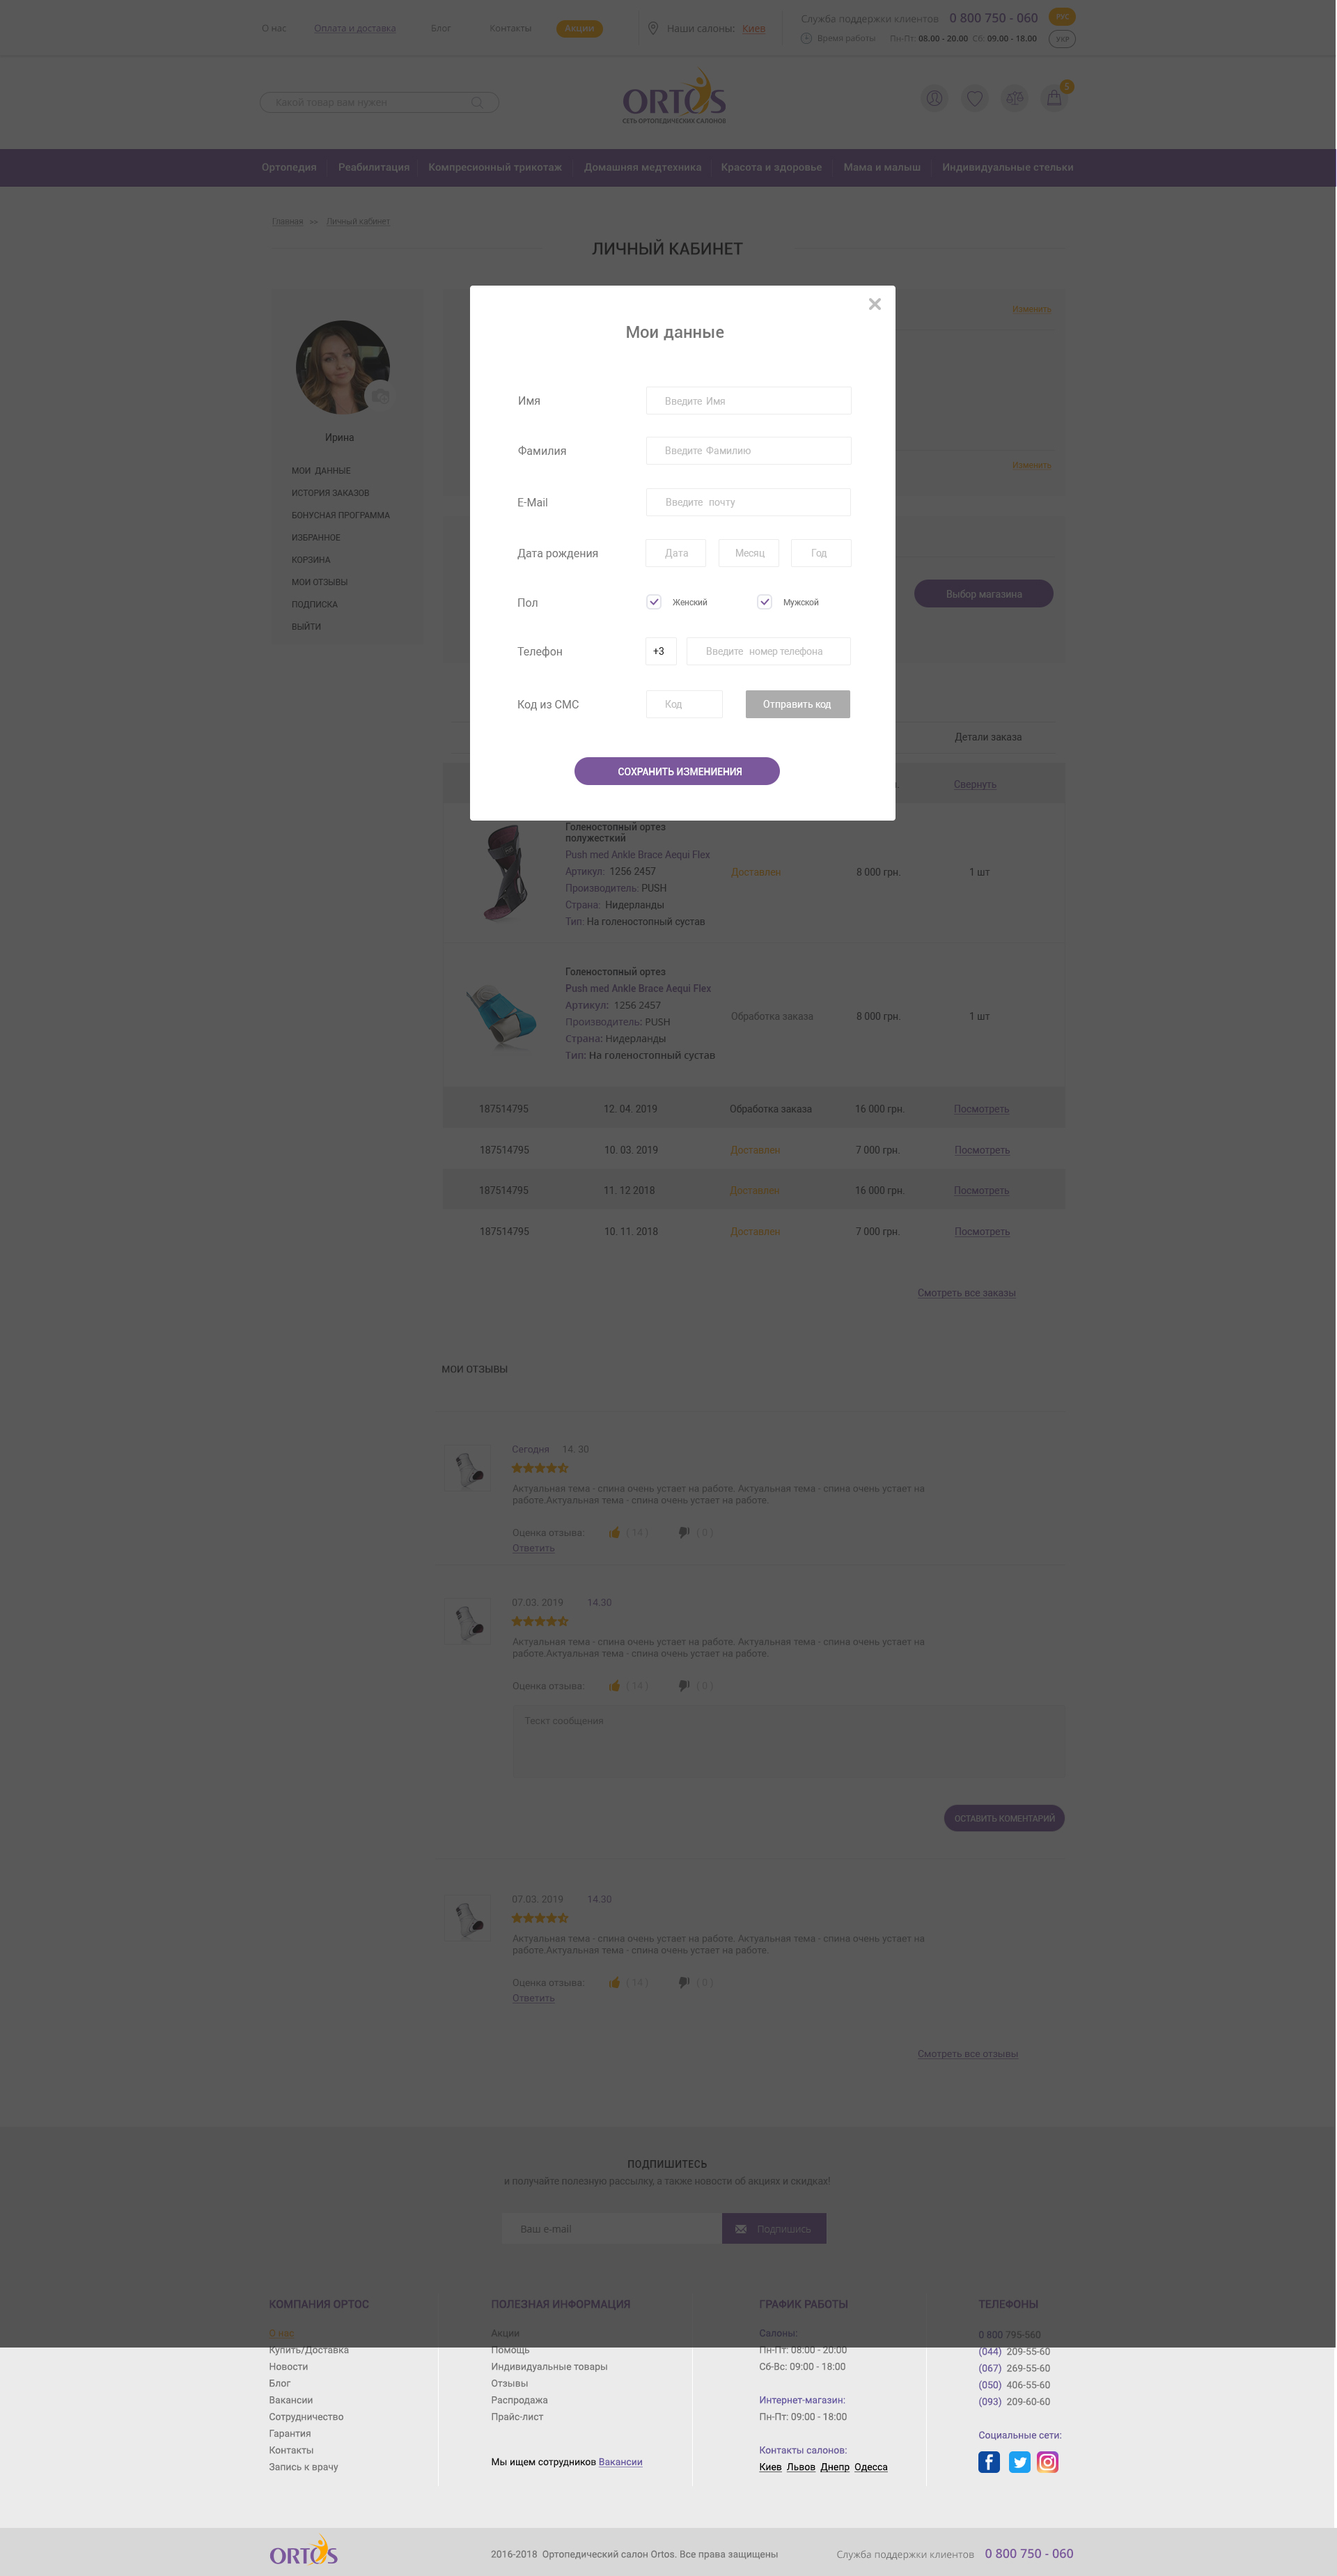 О нас Оплата и доставка Блог Контакты Акции Наши салоны: Киев Служба поддержки клиентов 0 800 750 - 060 РУС
Время работы: Пн-Пт: 08.00 - 20.00 Сб: 09.00 - 18.00 УКР
Какой товар вам нужен
ORTOS
СЕТЬ ОРТОПЕДИЧЕСКИХ САЛОНОВ
5
Ортопедия Реабилитация Компресионный трикотаж Домашняя медтехника Красота и здоровье Мама и малыш Индивидуальные стельки
Главная >> Личный кабинет
ЛИЧНЫЙ КАБИНЕТ
Изменить
Ирина
МОИ ДАННЫЕ
ИСТОРИЯ ЗАКАЗОВ
БОНУСНАЯ ПРОГРАММА
ИЗБРАННОЕ
КОРЗИНА
МОИ ОТЗЫВЫ
ПОДПИСКА
ВЫЙТИ
Изменить
Выбор магазина
Мои данные
Имя Введите Имя
Фамилия Введите Фамилию
E-Mail Введите почту
Дата рождения Дата Месяц Год
Пол Женский Мужской
Телефон +3 Введите номер телефона
Код из СМС Код Отправить код
СОХРАНИТЬ ИЗМЕНИЕНИЯ
Детали заказа
Свернуть
Голеностопный ортез
полужесткий
Push med Ankle Brace Aequi Flex
Артикул: 1256 2457
Производитель: PUSH
Страна: Нидерланды
Тип: На голеностопный сустав
Доставлен 8 000 грн. 1 шт
Голеностопный ортез
Push med Ankle Brace Aequi Flex
Артикул: 1256 2457
Производитель: PUSH
Страна: Нидерланды
Тип: На голеностопный сустав
Обработка заказа 8 000 грн. 1 шт
187514795 12. 04. 2019 Обработка заказа 16 000 грн. Посмотреть
187514795 10. 03. 2019 Доставлен 7 000 грн. Посмотреть
187514795 11. 12 2018 Доставлен 16 000 грн. Посмотреть
187514795 10. 11. 2018 Доставлен 7 000 грн. Посмотреть
Смотреть все заказы
МОИ ОТЗЫВЫ
Сегодня 14. 30
Актуальная тема - спина очень устает на работе. Актуальная тема - спина очень устает на
работе.Актуальная тема - спина очень устает на работе.
Оценка отзыва: ( 14 ) ( 0 )
Ответить
07.03. 2019 14.30
Актуальная тема - спина очень устает на работе. Актуальная тема - спина очень устает на
работе.Актуальная тема - спина очень устает на работе.
Оценка отзыва: ( 14 ) ( 0 )
Тескт сообщения
ОСТАВИТЬ КОМЕНТАРИЙ
07.03. 2019 14.30
Актуальная тема - спина очень устает на работе. Актуальная тема - спина очень устает на
работе.Актуальная тема - спина очень устает на работе.
Оценка отзыва: ( 14 ) ( 0 )
Ответить
Смотреть все отзывы
ПОДПИШИТЕСЬ
и получайте полезную рассылку, а также новости об акциях и скидках!
Ваш e-mail Подпишись
КОМПАНИЯ ОРТОС
О нас
Купить/Доставка
Новости
Блог
Вакансии
Сотрудничество
Гарантия
Контакты
Запись к врачу
ПОЛЕЗНАЯ ИНФОРМАЦИЯ
Акции
Помощь
Индивидуальные товары
Отзывы
Распродажа
Прайс-лист
Мы ищем сотрудников Вакансии
ГРАФИК РАБОТЫ
Салоны:
Пн-Пт: 08:00 - 20:00
Сб-Вс: 09:00 - 18:00
Интернет-магазин:
Пн-Пт: 09:00 - 18:00
Контакты салонов:
Киев Львов Днепр Одесса
ТЕЛЕФОНЫ
0 800 795-560
(044) 209-55-60
(067) 269-55-60
(050) 406-55-60
(093) 209-60-60
Социальные сети:
ORTOS 2016-2018 Ортопедический салон Ortos. Все права защищены Служба поддержки клиентов 0 800 750 - 060